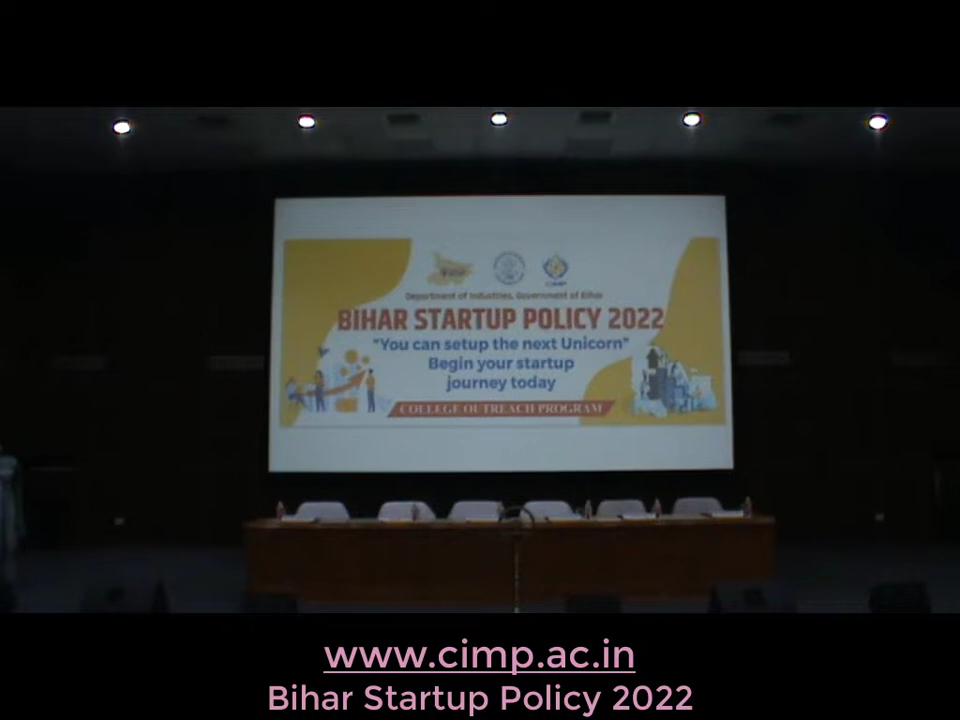 CIMP
Department of Industries, Government of Bihar
BIHAR STARTUP POLICY 2022
"You can setup the next Unicorn"
Begin your startup
journey today
COLLEGE OUTREACH PROGRAM
www.cimp.ac.in
Bihar Startup Policy 2022